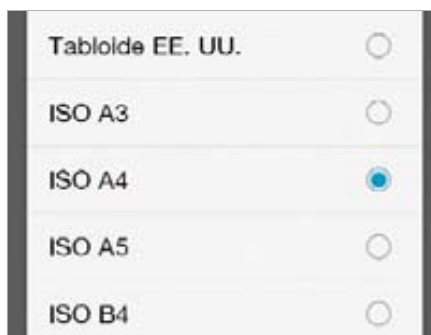 Tabloide EE. UU.
ISO A3
ISO A4
ISO A5
ISO B4